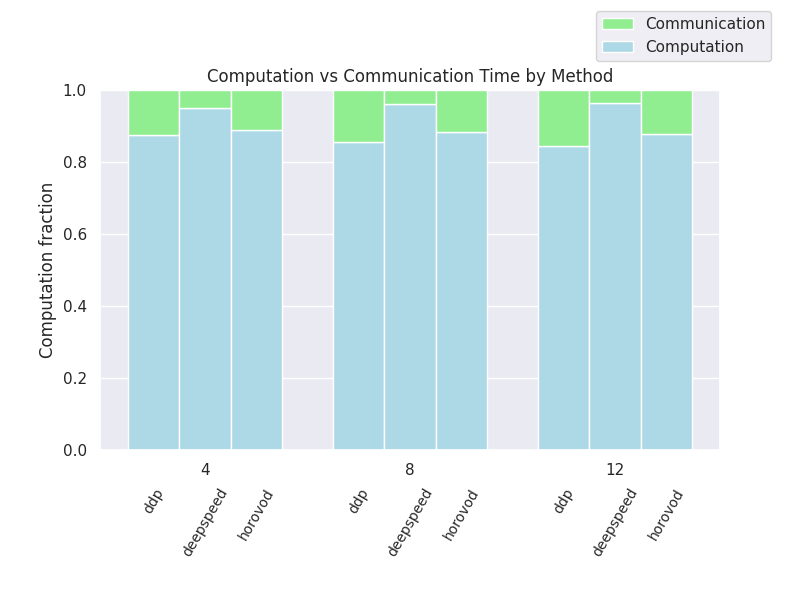 Communication
Computation
Computation vs Communication Time by Method
Computation fraction
1.0
0.8
0.6
0.4
0.2
0.0
4
8
12
ddp
deepspeed
horovod
ddp
deepspeed
horovod
ddp
deepspeed
horovod